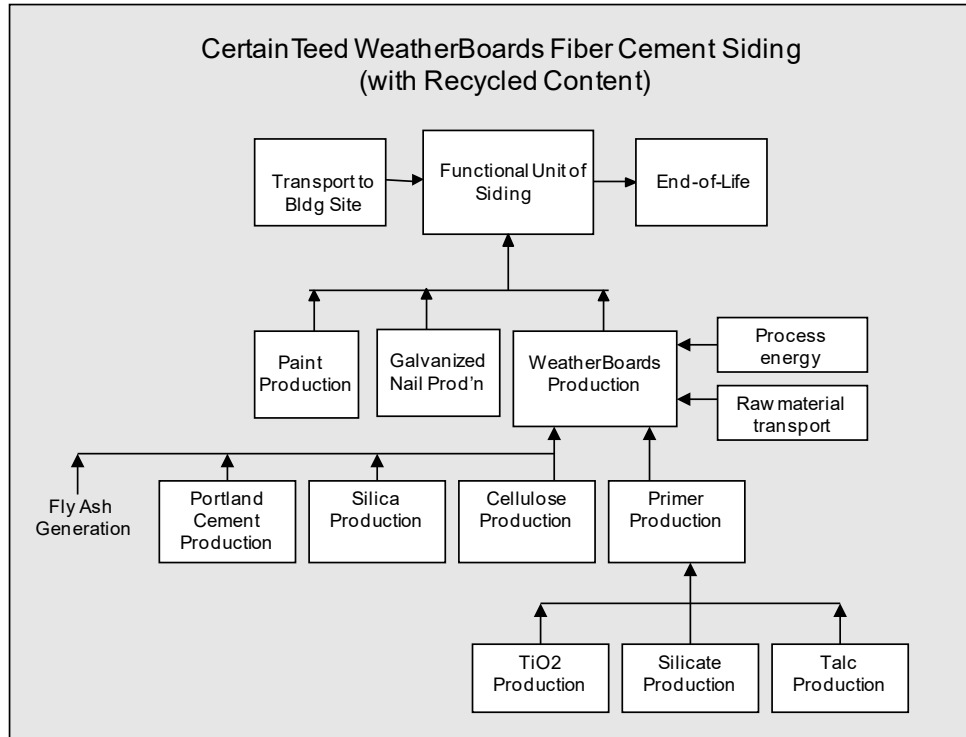 CertainTeed WeatherBoards Fiber Cement Siding
(with Recycled Content)
Transport to
Bldg Site
Functional Unit of
Siding
End-of-Life
Paint
Production
Galvanized
Nail Prod’n
WeatherBoards
Production
Process
energy
Raw material
transport
Fly Ash
Generation
Portland
Cement
Production
Silica
Production
Cellulose
Production
Primer
Production
TiO2
Production
Silicate
Production
Talc
Production